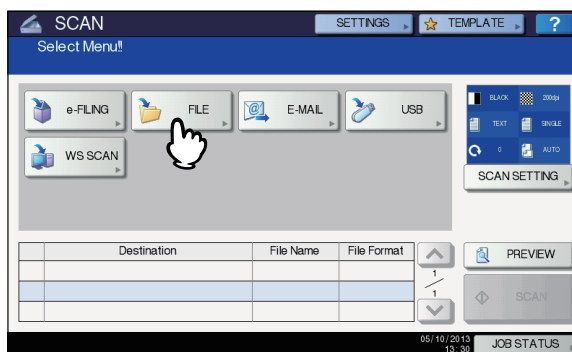 SCAN
SETTINGS
TEMPLATE
?
Select Menu!!
e-FILING
FILE
E-MAIL
USB
WS SCAN
BLACK
200dpi
TEXT
SINGLE
0
AUTO
SCAN SETTING
Destination
File Name
File Format
1
1
PREVIEW
SCAN
05/10/2013
13:30
JOB STATUS